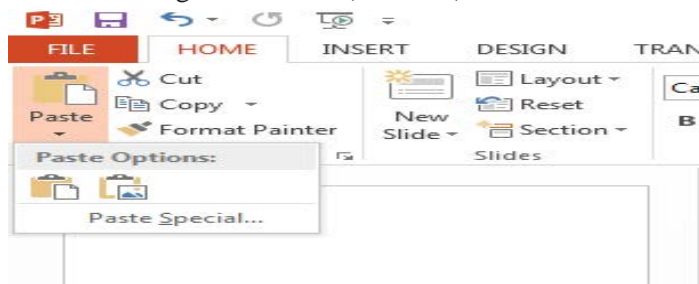 FILE HOME INSERT DESIGN TRAN
Cut
Copy
Format Painter
Paste
New
Slide
Layout
Reset
Section
Slides
Ca
B
Paste Options:
Paste Special...